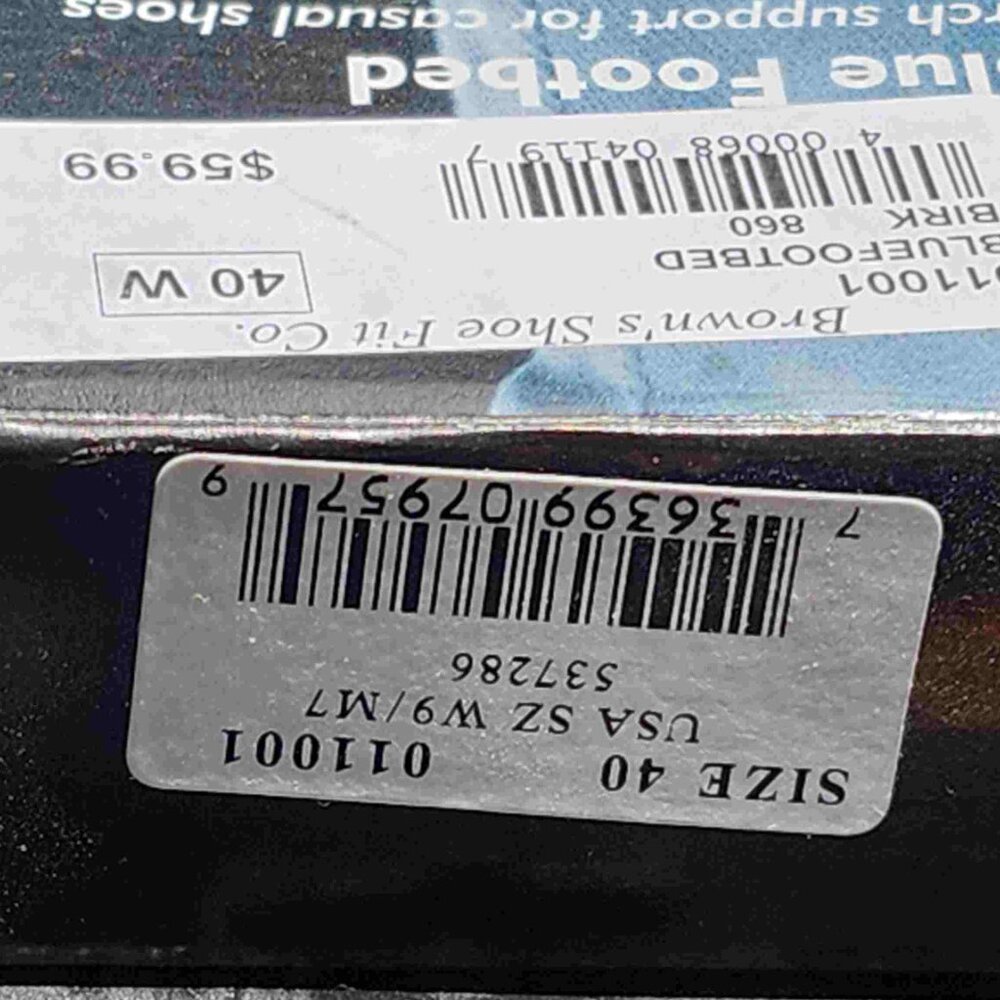 SIZE 40 011001
USA SZ W9/M7
537286
7 36399 07957 9
Brown's Shoe Fit Co.
011001
BLUEFOOTBED
40 W
BIRK 860
4 00068 04119 7
$59.99
lue Footbed
rch support for casual shoes